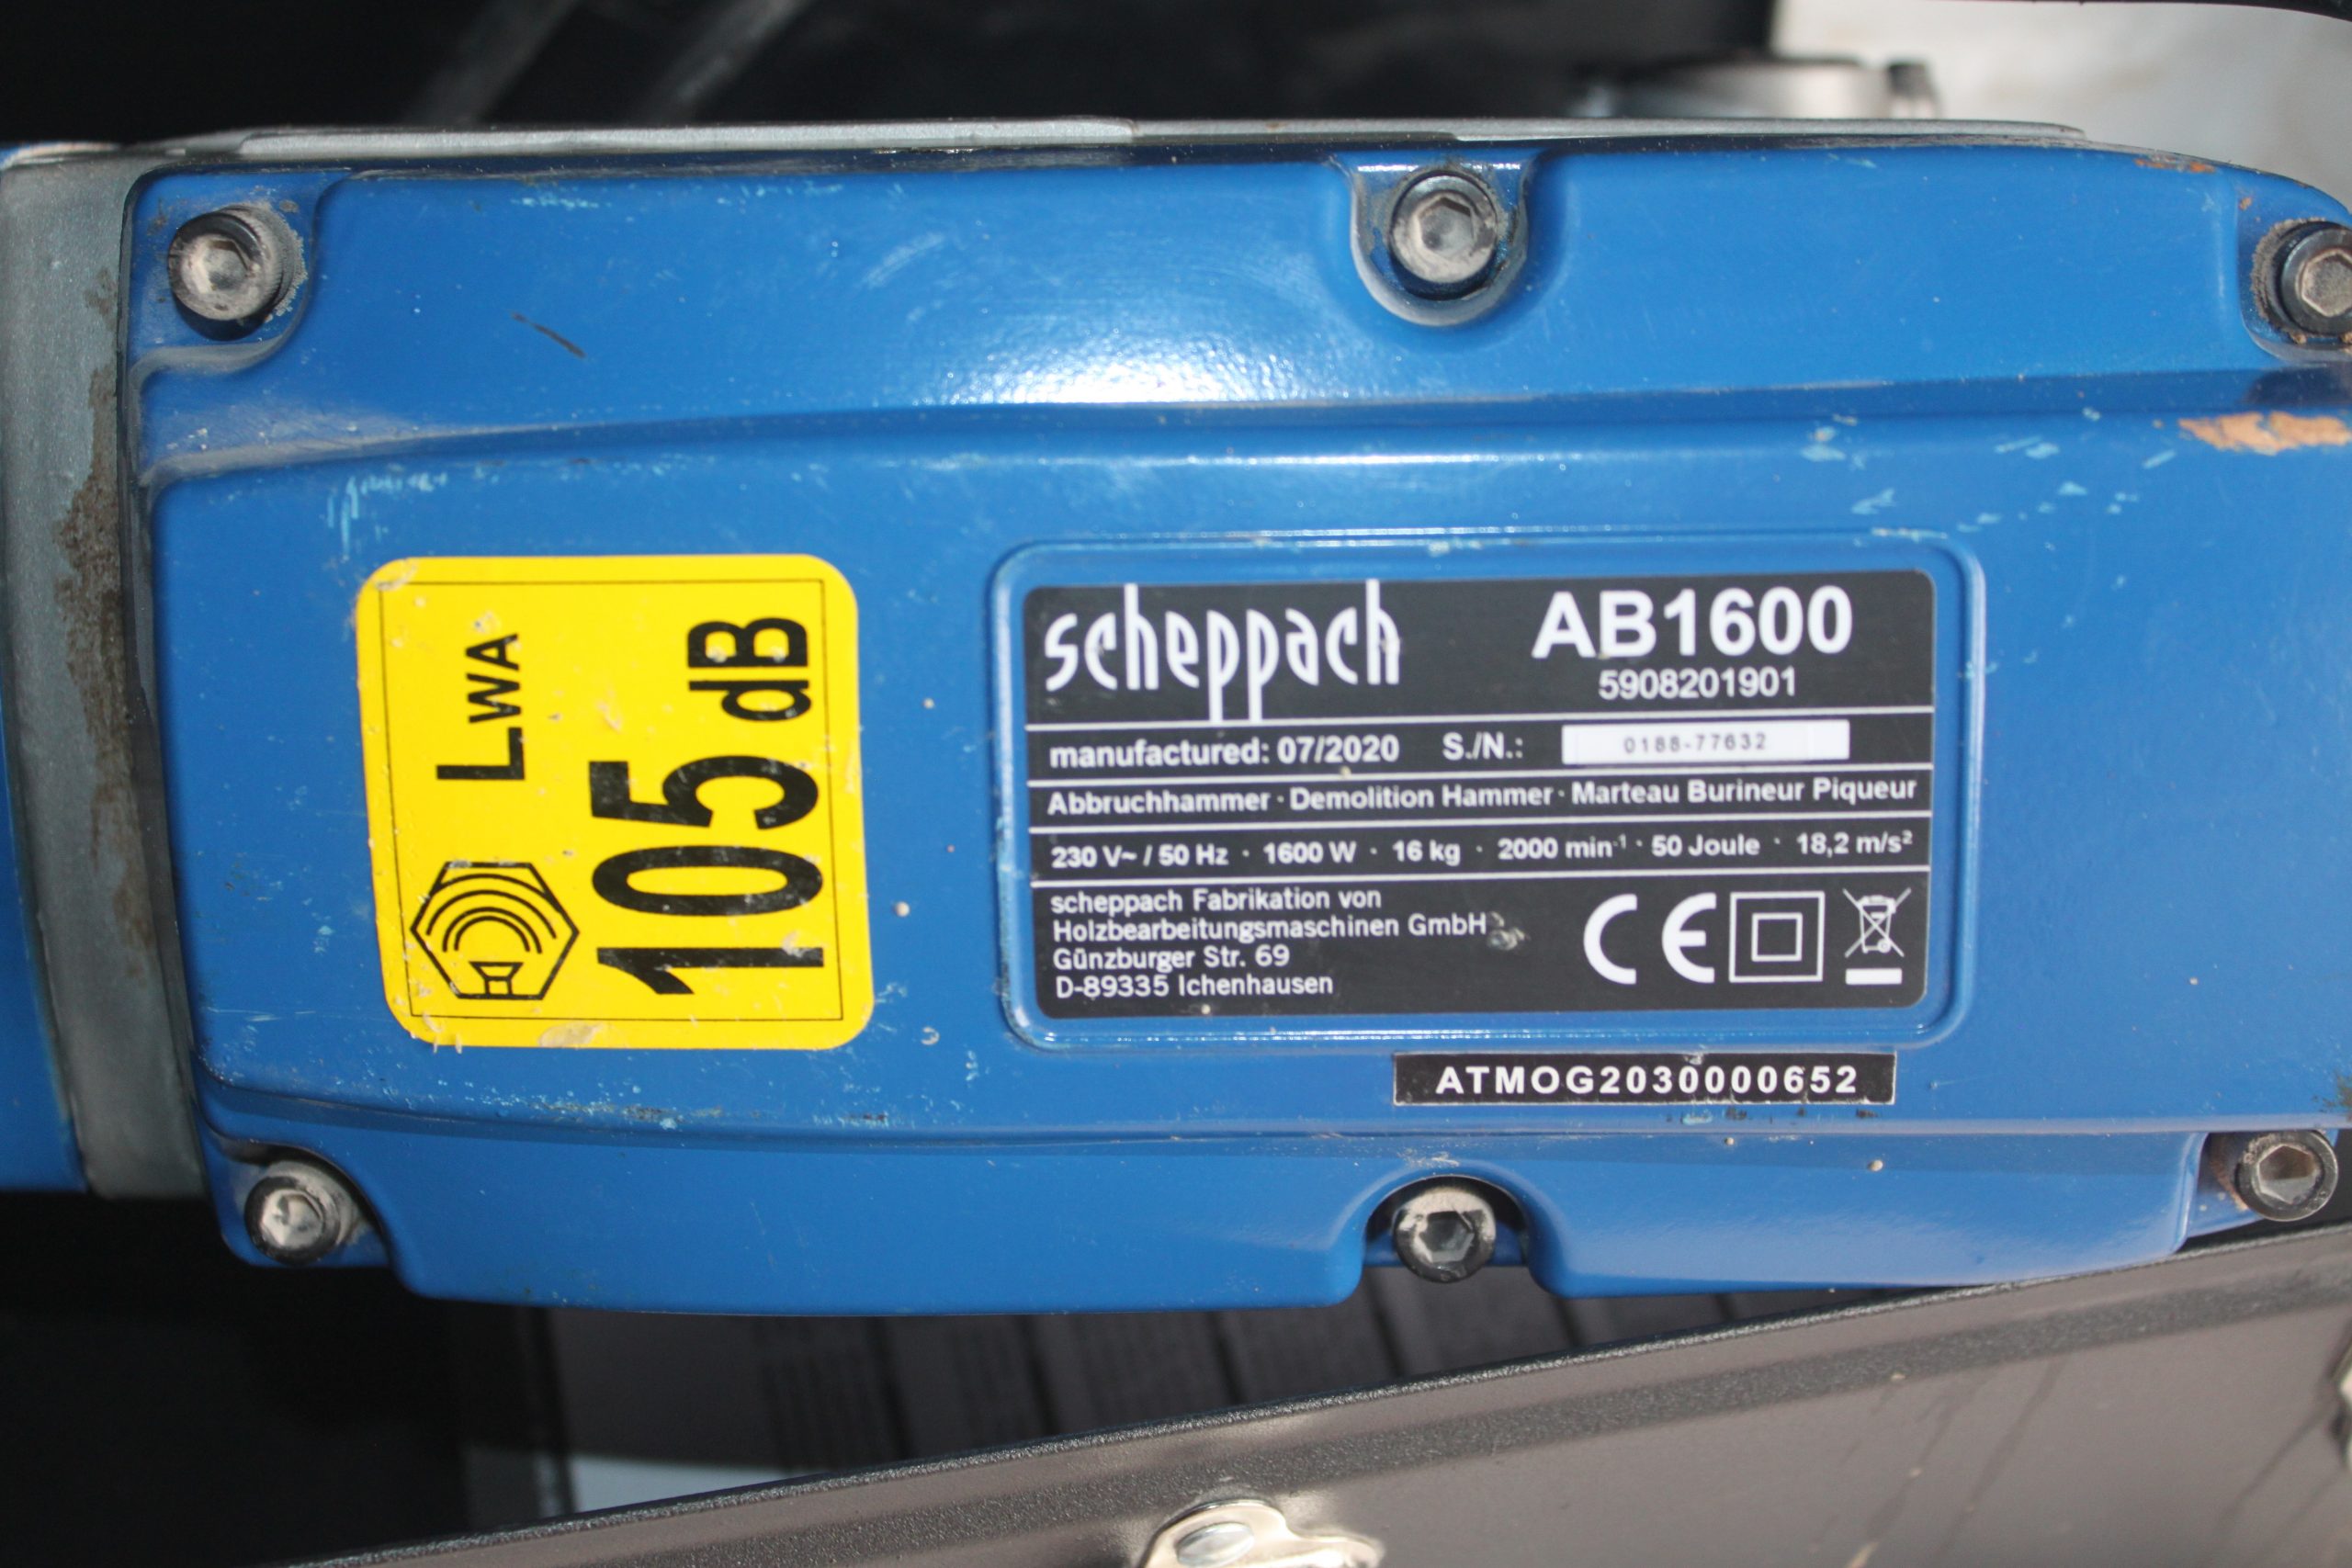 LWA
105 dB
scheppach AB1600
5908201901
manufactured: 07/2020 S./N.: 0188-77632
Abbruchhammer · Demolition Hammer · Marteau Burineur Piqueur
230 V~ / 50 Hz · 1600 W · 16 kg · 2000 min⁻¹ · 50 Joule · 18,2 m/s²
scheppach Fabrikation von
Holzbearbeitungsmaschinen GmbH
Günzburger Str. 69
D-89335 Ichenhausen
CE
ATMOG2030000652